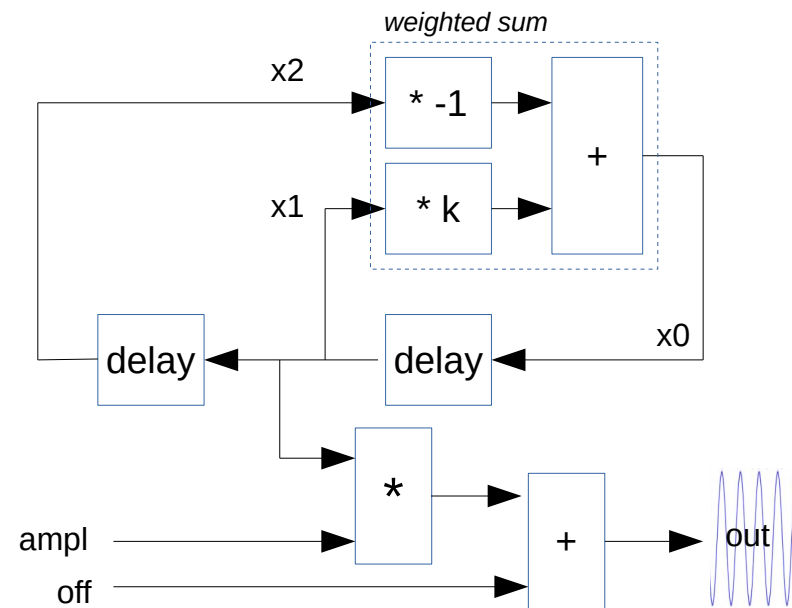 weighted sum
x2
* -1
+
x1
* k
x0
delay
delay
*
ampl
+
out
off